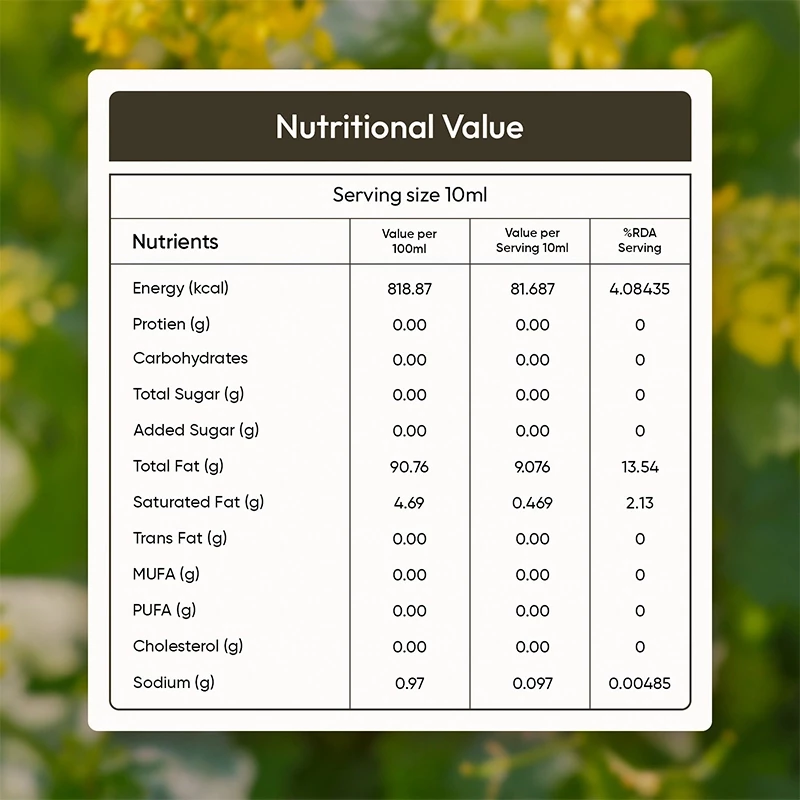 Nutritional Value
Serving size 10ml
Nutrients Value per 100ml Value per Serving 10ml %RDA Serving
Energy (kcal) 818.87 81.687 4.08435
Protien (g) 0.00 0.00 0
Carbohydrates 0.00 0.00 0
Total Sugar (g) 0.00 0.00 0
Added Sugar (g) 0.00 0.00 0
Total Fat (g) 90.76 9.076 13.54
Saturated Fat (g) 4.69 0.469 2.13
Trans Fat (g) 0.00 0.00 0
MUFA (g) 0.00 0.00 0
PUFA (g) 0.00 0.00 0
Cholesterol (g) 0.00 0.00 0
Sodium (g) 0.97 0.097 0.00485